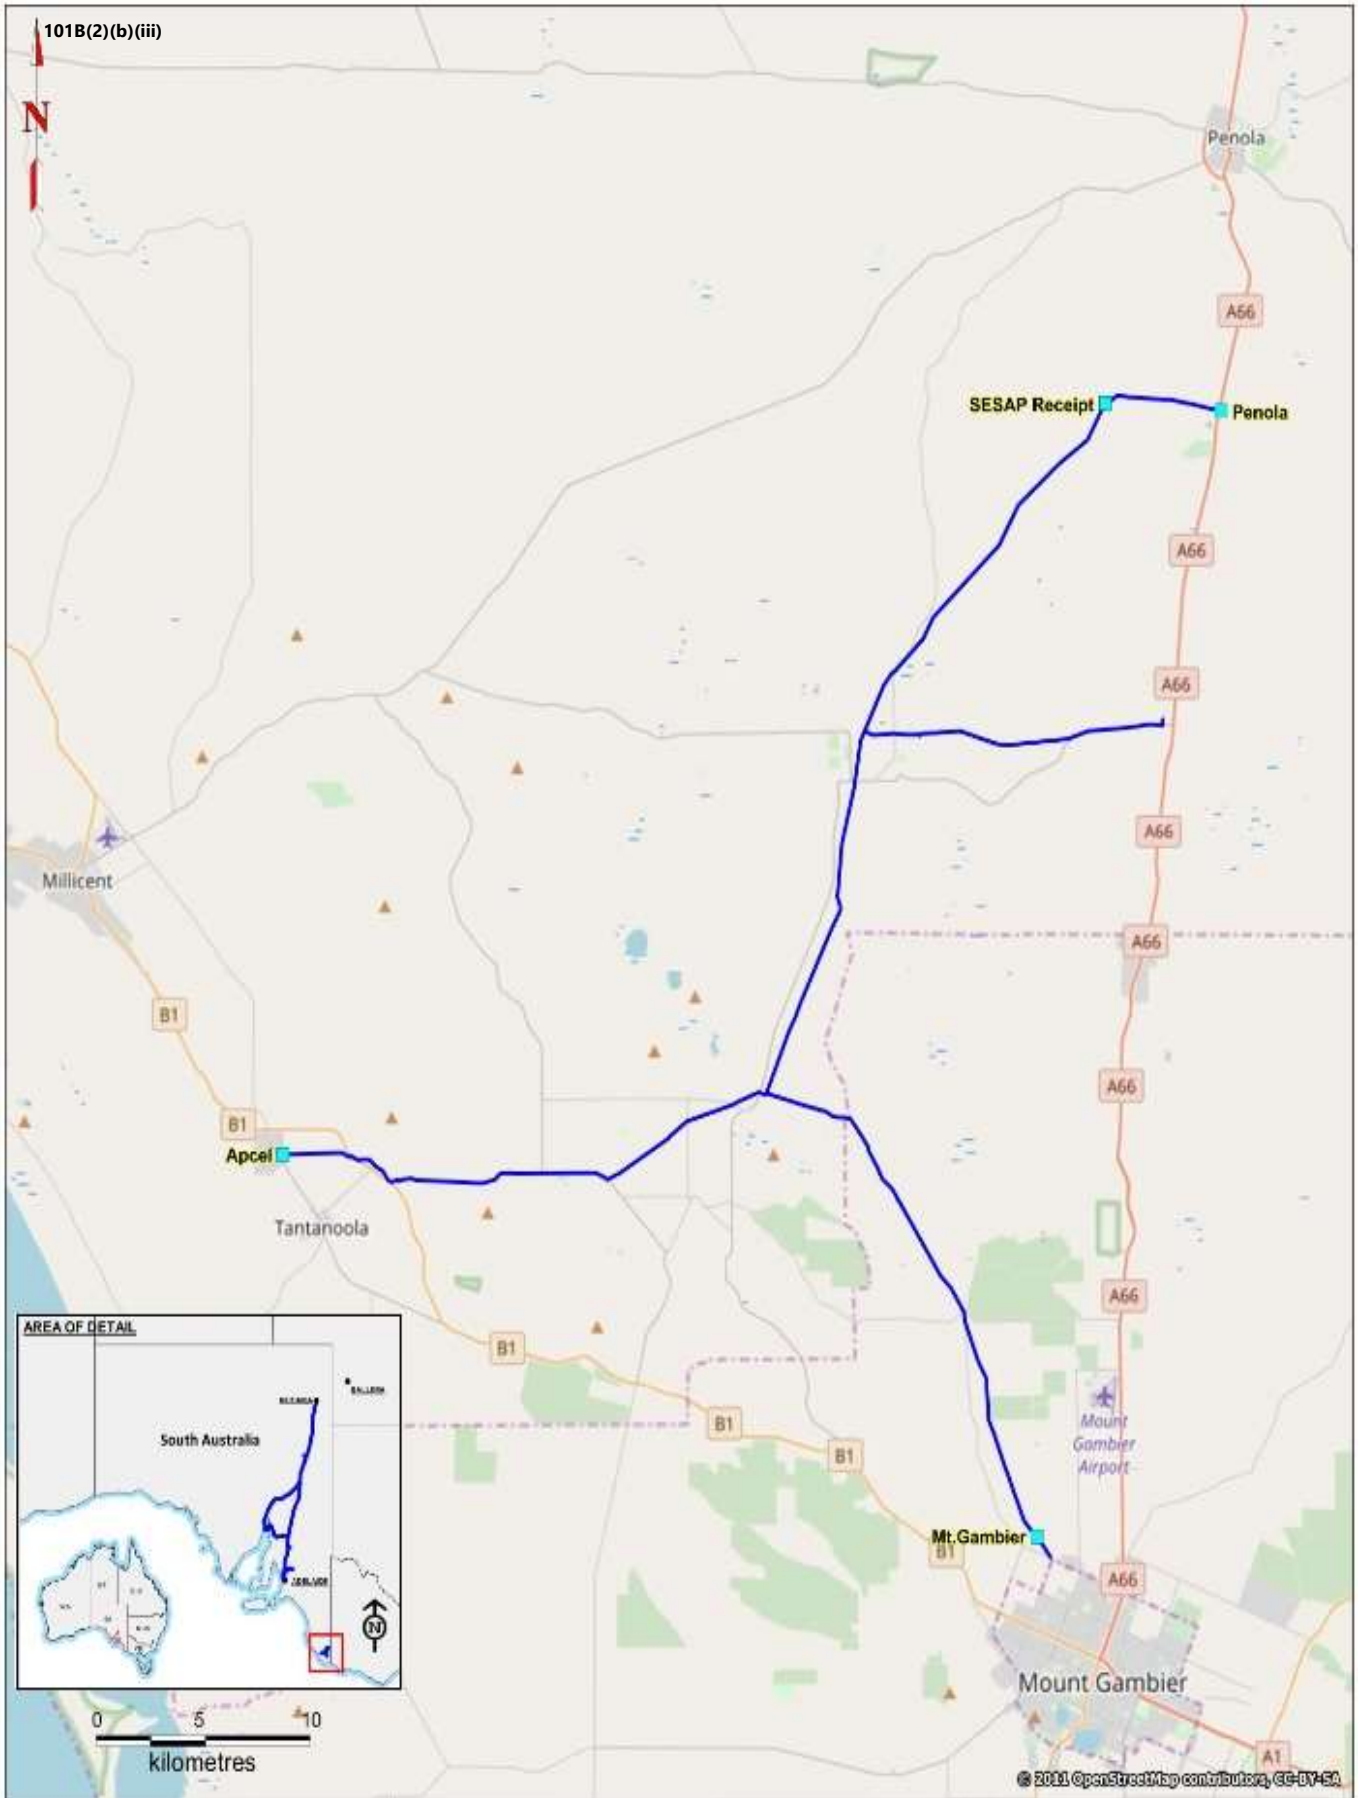 101B(2)(b)(iii)
N
Penola
A66
SESAP Receipt
Penola
A66
A66
A66
Millicent
A66
B1
A66
B1
Apcel
Tantanoola
A66
AREA OF DETAIL
B1
South Australia
ADELAIDE
N
B1
Mount
Gambier
Airport
B1
Mt.Gambier
B1
A66
Mount Gambier
0 5 10
kilometres
A1
© 2011 OpenStreetMap contributors, CC-BY-SA